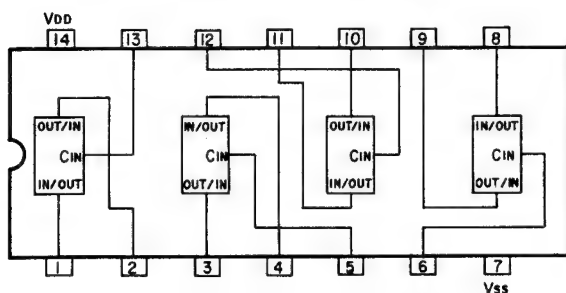 VDD
14 13 12 11 10 9 8
OUT/IN IN/OUT OUT/IN IN/OUT
CIN CIN CIN CIN
IN/OUT OUT/IN IN/OUT OUT/IN
1 2 3 4 5 6 7
VSS